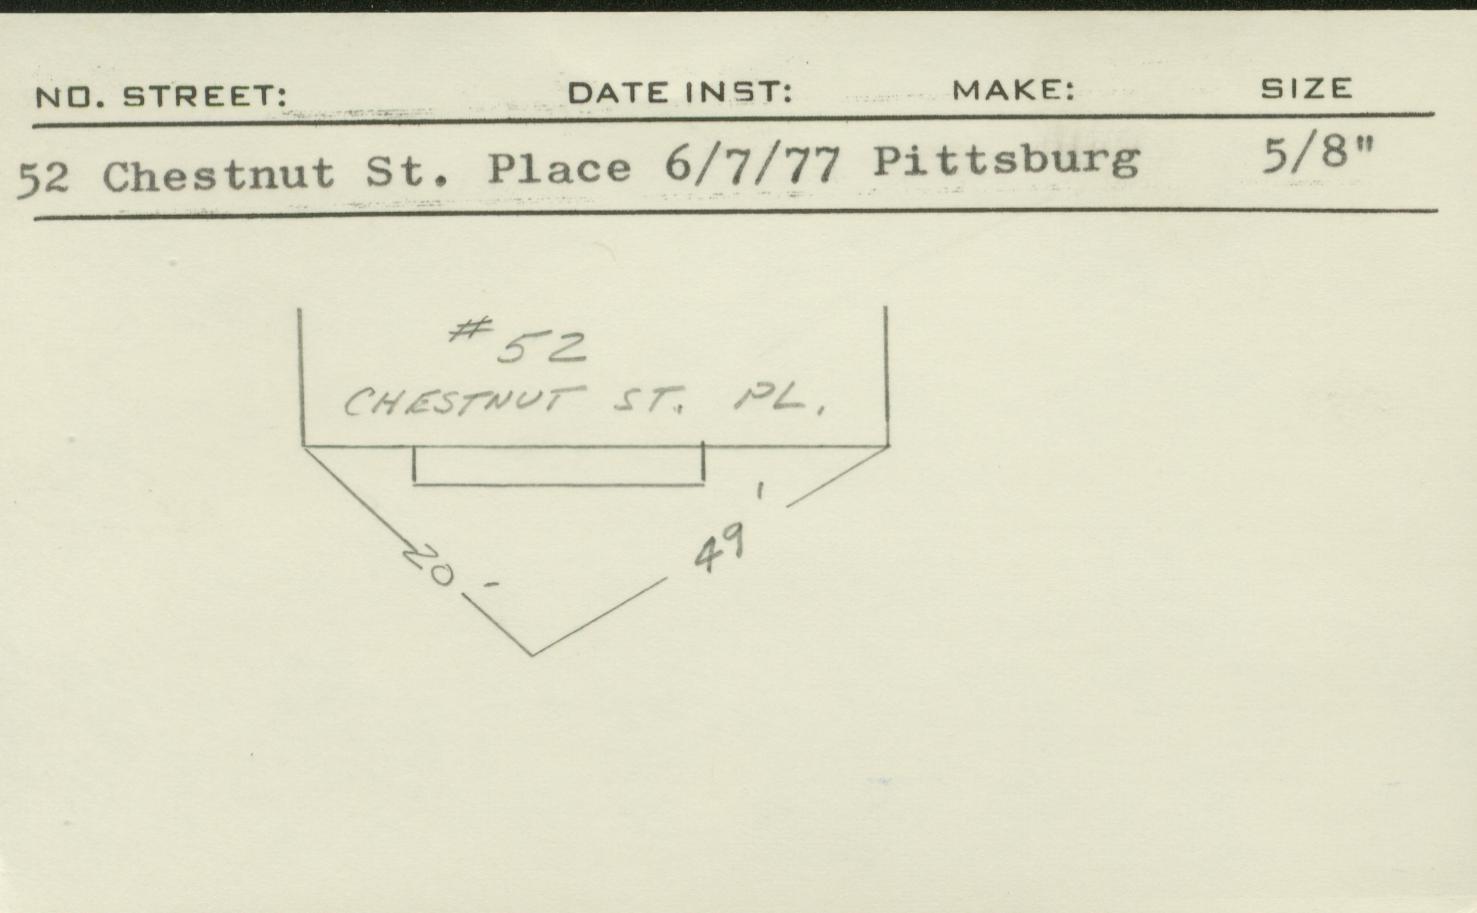 NO. STREET: DATE INST: MAKE: SIZE
52 Chestnut St. Place 6/7/77 Pittsburg 5/8"
#52
CHESTNUT ST. PL.
20'
49'